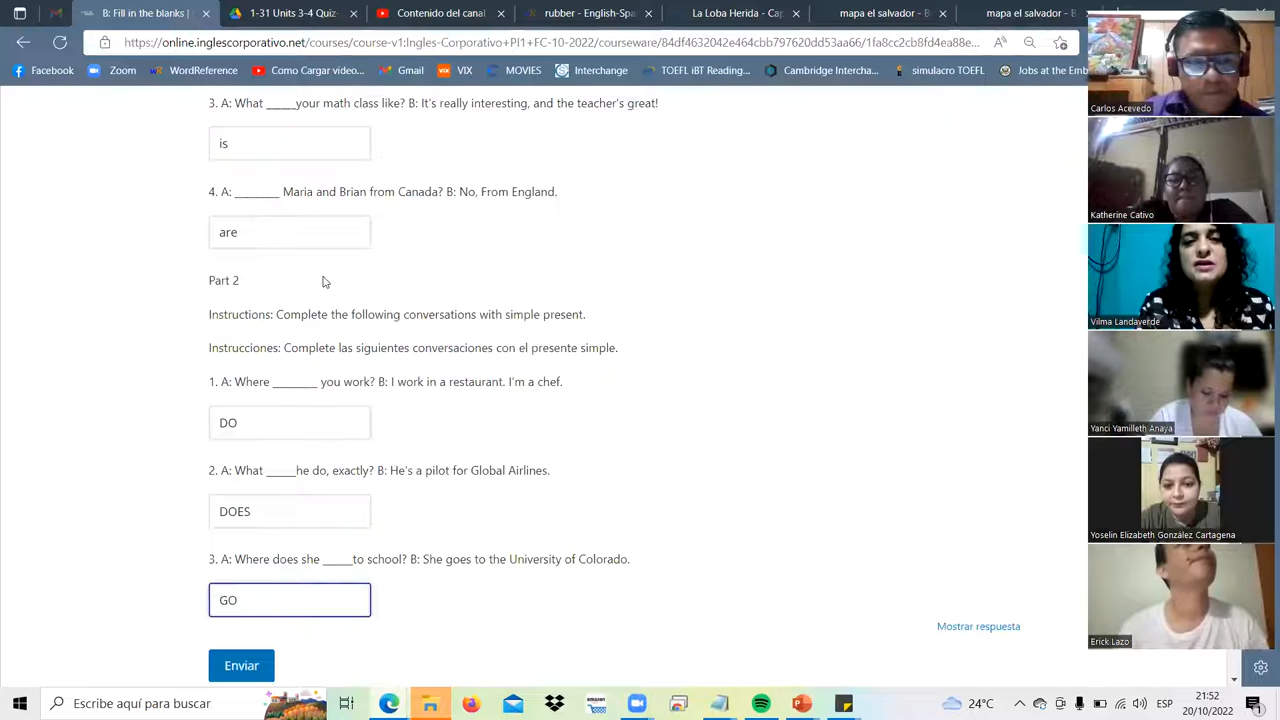 B: Fill in the blanks |
1-31 Units 3-4 Quiz
Comunidad del camino
rubros - English-Spa
La Loba Herida - Cap
mapa el salvador - B
mapa el salvador - B
https://online.inglescorporativo.net/courses/course-v1:Ingles-Corporativo+PI1+FC-10-2022/courseware/84df4632042e464cbb797620dd53aa66/1fa8cc2cb8fd4ea88e...
Facebook
Zoom
WordReference
Como cargar vídeo...
Gmail
VIX
MOVIES
Interchange
TOEFL iBT Reading...
Cambridge Intercha...
simulacro TOEFL
Jobs at the Emb
3. A: What _____your math class like? B: It's really interesting, and the teacher's great!
is
4. A: ________ Maria and Brian from Canada? B: No, From England.
are
Part 2
Instructions: Complete the following conversations with simple present.
Instrucciones: Complete las siguientes conversaciones con el presente simple.
1. A: Where ________ you work? B: I work in a restaurant. I'm a chef.
DO
2. A: What _____he do, exactly? B: He's a pilot for Global Airlines.
DOES
3. A: Where does she _____to school? B: She goes to the University of Colorado.
GO
Mostrar respuesta
Enviar
Carlos Acevedo
Katherine Cativo
Vilma Landaverde
Yanci Yamilleth Anaya
Yoselin Elizabeth González Cartagena
Erick Lazo
Escribe aquí para buscar
24°C
21:52
20/10/2022